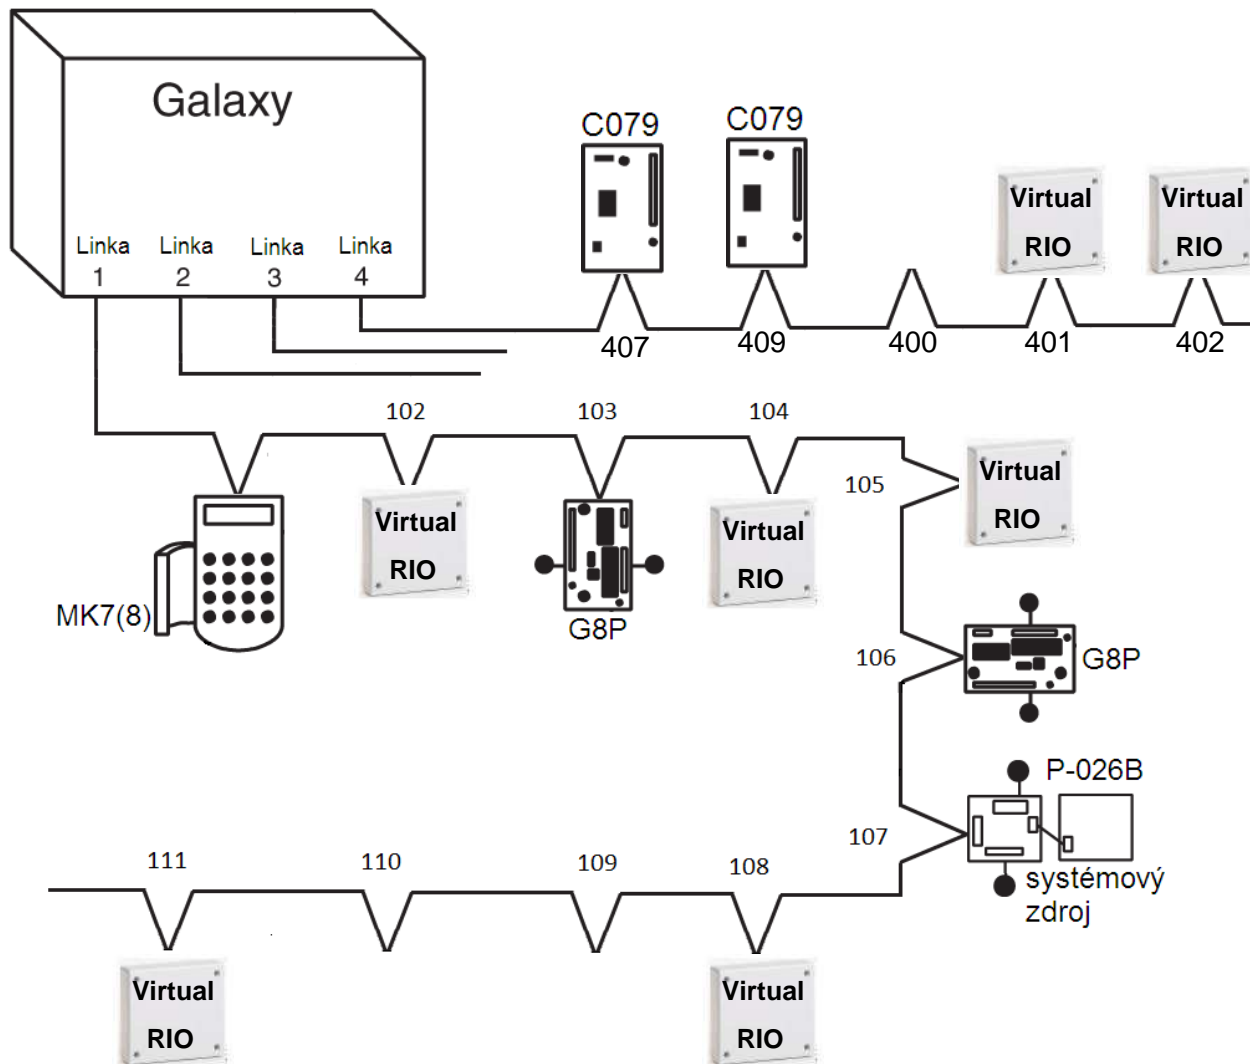 Galaxy
C079
C079
Virtual
RIO
Virtual
RIO
Linka
1
Linka
2
Linka
3
Linka
4
407
409
400
401
402
102
103
104
105
Virtual
RIO
Virtual
RIO
Virtual
RIO
MK7(8)
G8P
106
G8P
P-026B
107
systémový
zdroj
111
110
109
108
Virtual
RIO
Virtual
RIO